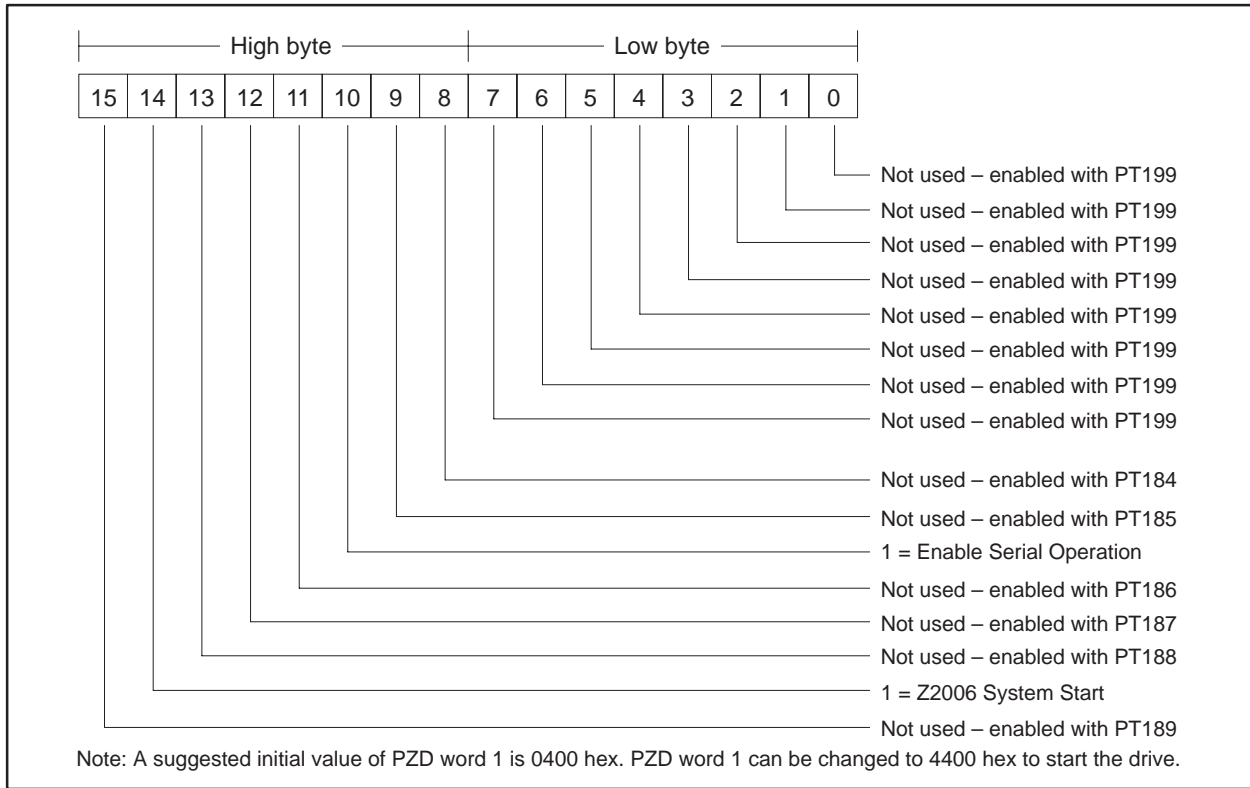 High byte Low byte
15 14 13 12 11 10 9 8 7 6 5 4 3 2 1 0
Not used – enabled with PT199
Not used – enabled with PT199
Not used – enabled with PT199
Not used – enabled with PT199
Not used – enabled with PT199
Not used – enabled with PT199
Not used – enabled with PT199
Not used – enabled with PT199
Not used – enabled with PT184
Not used – enabled with PT185
1 = Enable Serial Operation
Not used – enabled with PT186
Not used – enabled with PT187
Not used – enabled with PT188
1 = Z2006 System Start
Not used – enabled with PT189
Note: A suggested initial value of PZD word 1 is 0400 hex. PZD word 1 can be changed to 4400 hex to start the drive.